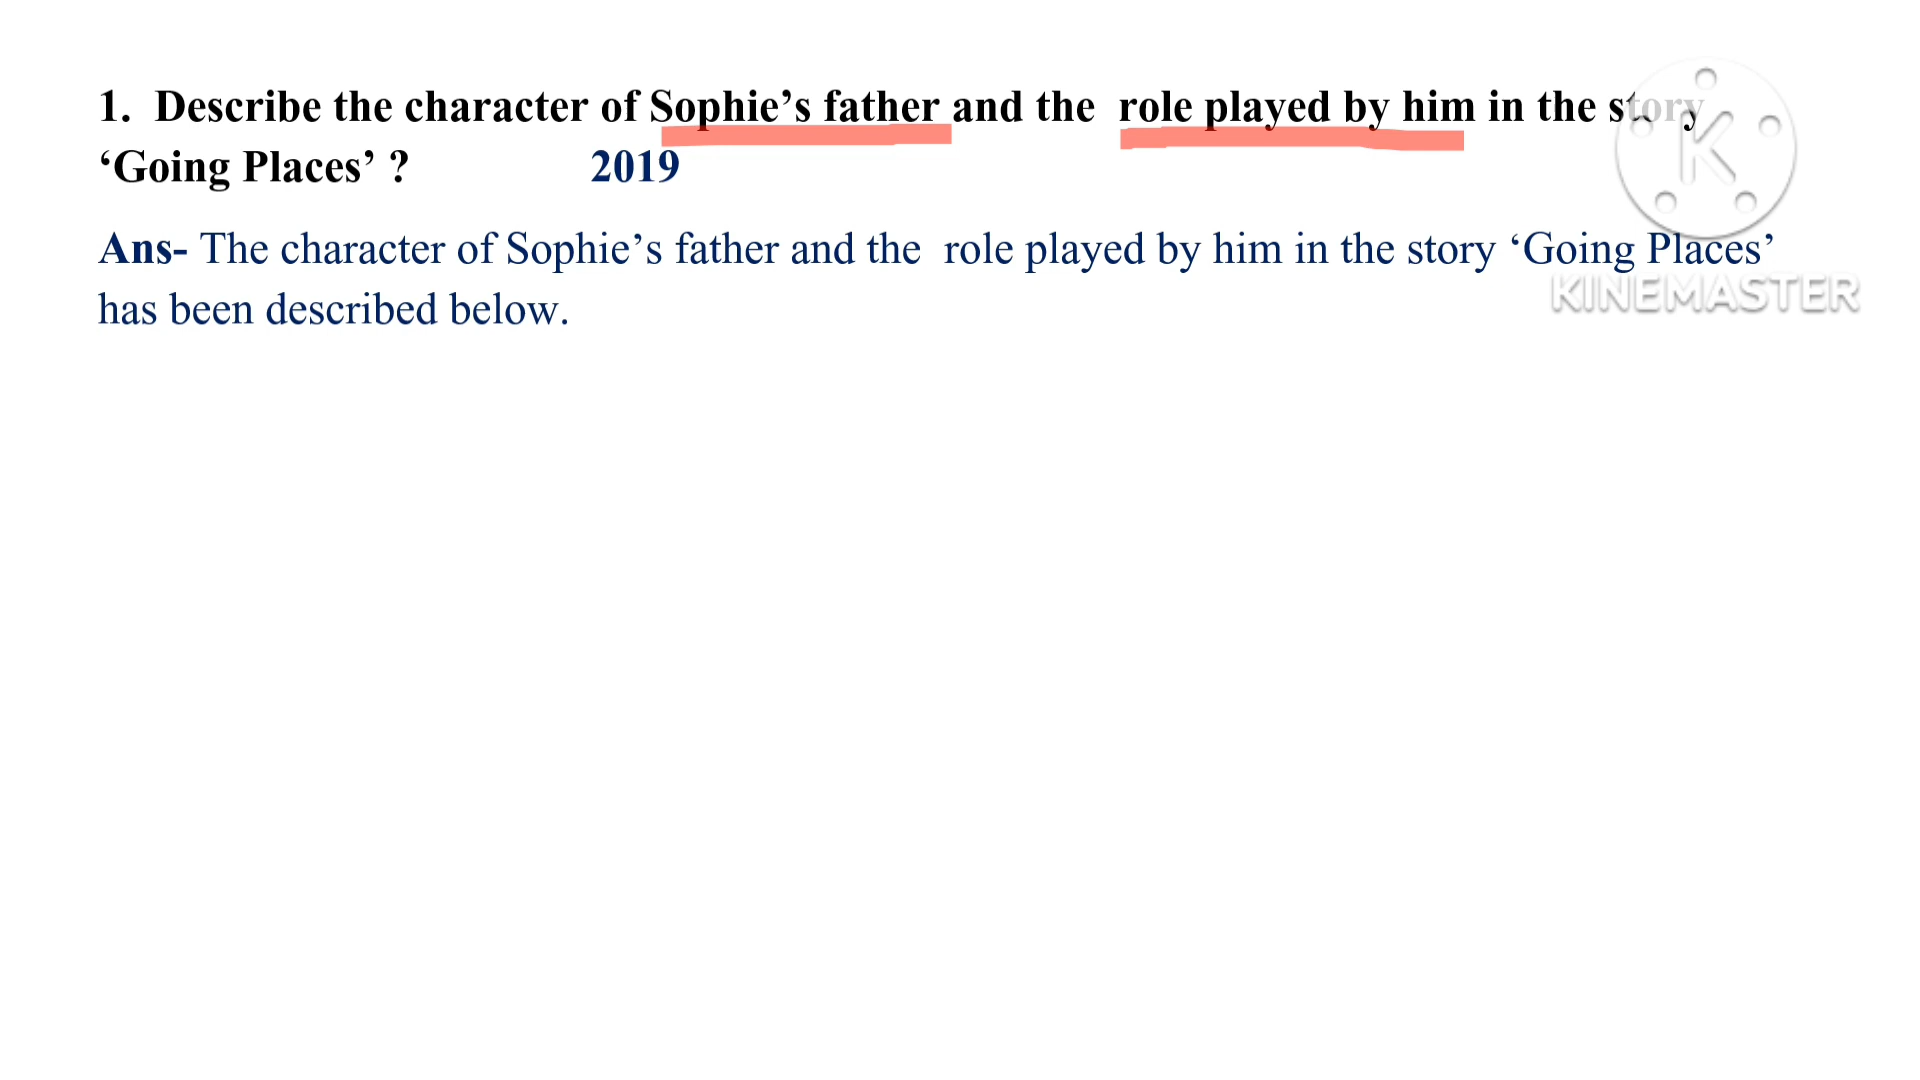 1. Describe the character of Sophie’s father and the role played by him in the story
‘Going Places’ ? 2019
Ans- The character of Sophie’s father and the role played by him in the story ‘Going Places’
has been described below.
K
KINEMASTER